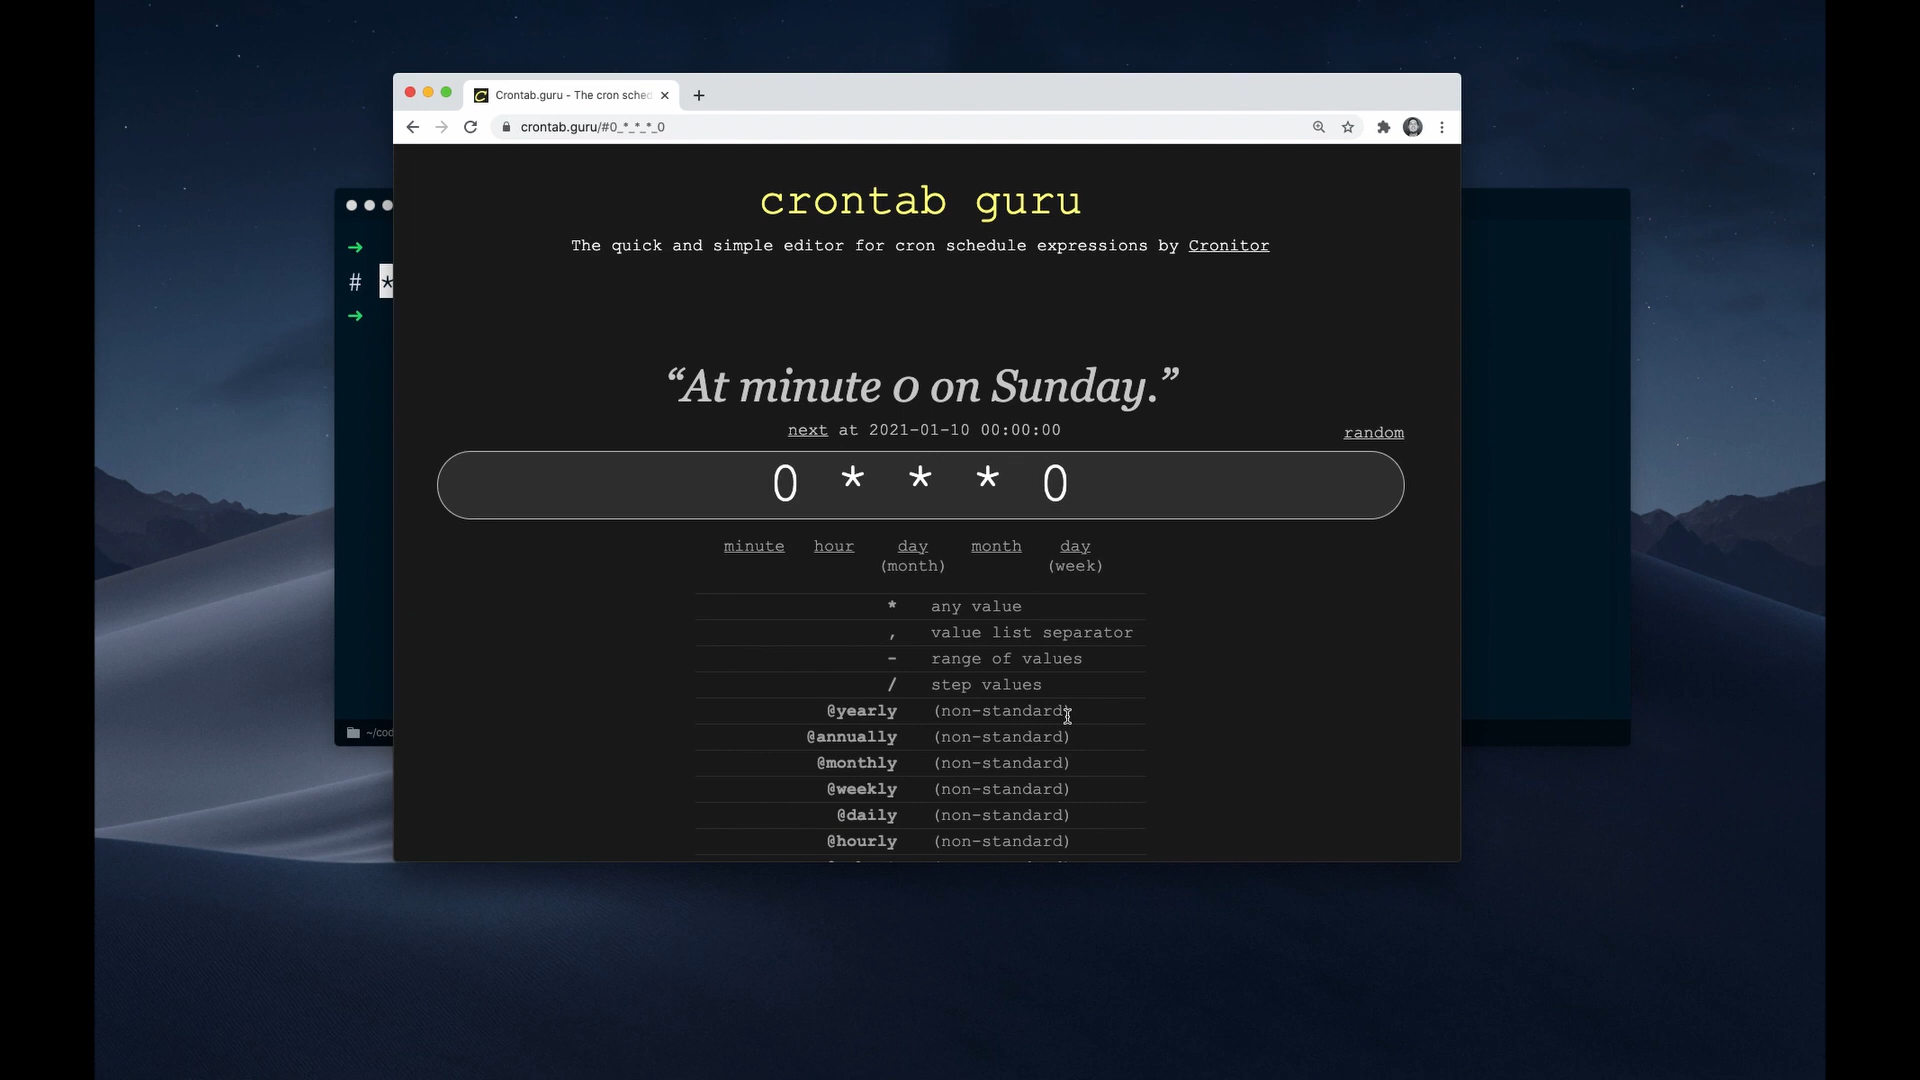 Crontab.guru - The cron sched
crontab.guru/#0_*_*_*_0
crontab guru
The quick and simple editor for cron schedule expressions by Cronitor
“At minute 0 on Sunday.”
next at 2021-01-10 00:00:00
random
0 * * * 0
minute hour day (month) month day (week)
* any value
, value list separator
- range of values
/ step values
@yearly (non-standard)
@annually (non-standard)
@monthly (non-standard)
@weekly (non-standard)
@daily (non-standard)
@hourly (non-standard)
➜
# *
➜
~/cod